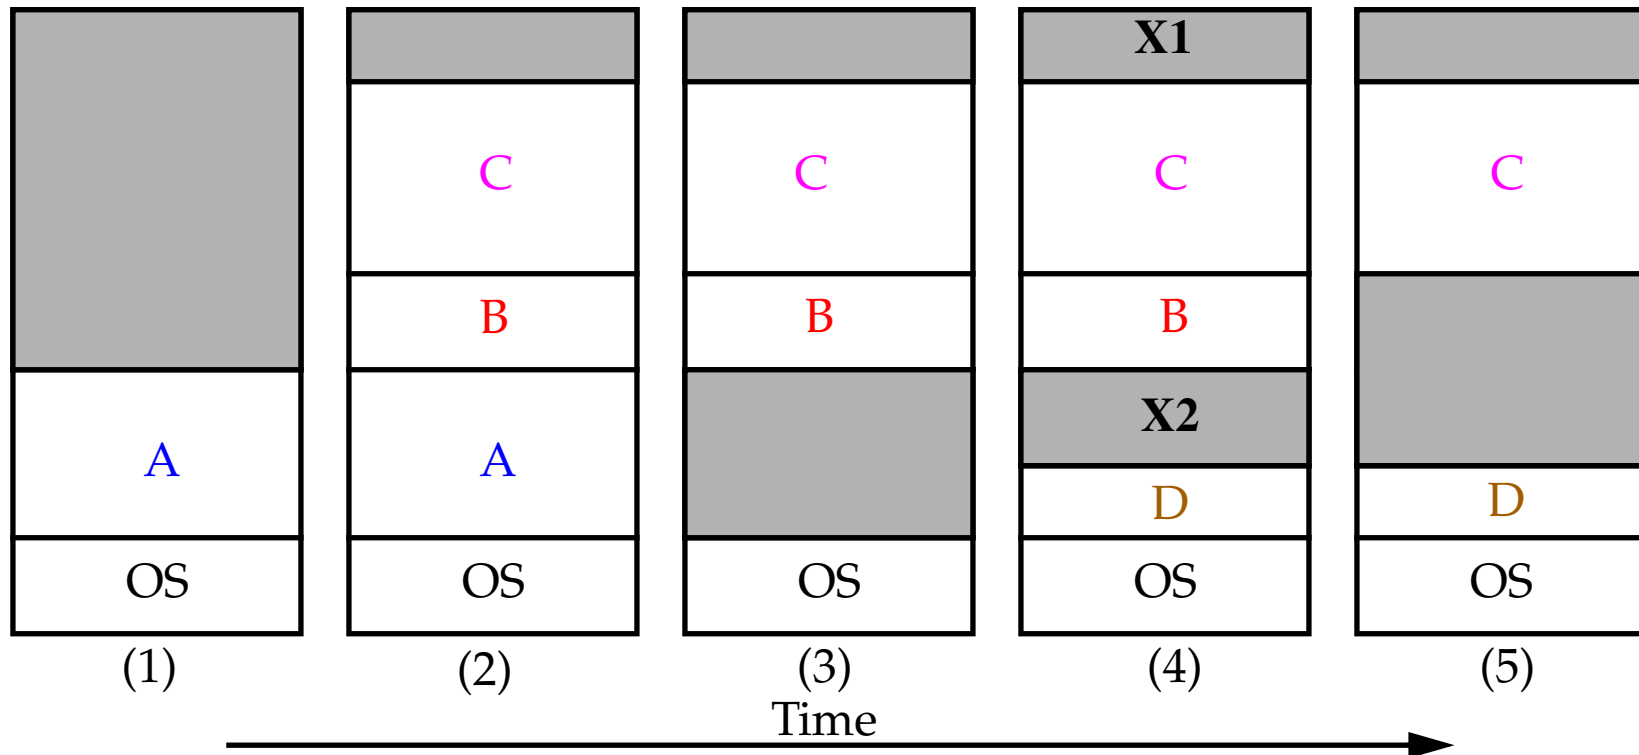 X1
C C C C
B B B
X2
A A
D D
OS OS OS OS OS
(1) (2) (3) (4) (5)
Time